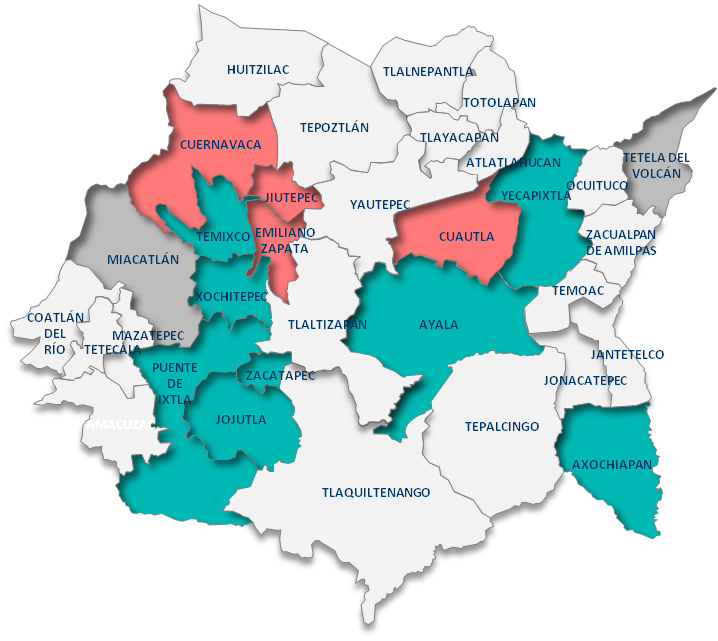 HUITZILAC
TLALNEPANTLA
TOTOLAPAN
TEPOZTLÁN
TLAYACAPAN
CUERNAVACA
ATLATLAHUCAN
TETELA DEL
VOLCÁN
OCUITUCO
YECAPIXTLA
JIUTEPEC
YAUTEPEC
EMILIANO
ZAPATA
TEMIXCO
CUAUTLA
ZACUALPAN
DE AMILPAS
MIACATLÁN
TEMOAC
XOCHITEPEC
COATLÁN
DEL
RÍO
MAZATEPEC
TETECALA
TLALTIZAPÁN
AYALA
JANTETELCO
PUENTE
DE
IXTLA
ZACATEPEC
JONACATEPEC
JOJUTLA
AMACUZAC
TEPALCINGO
AXOCHIAPAN
TLAQUILTENANGO